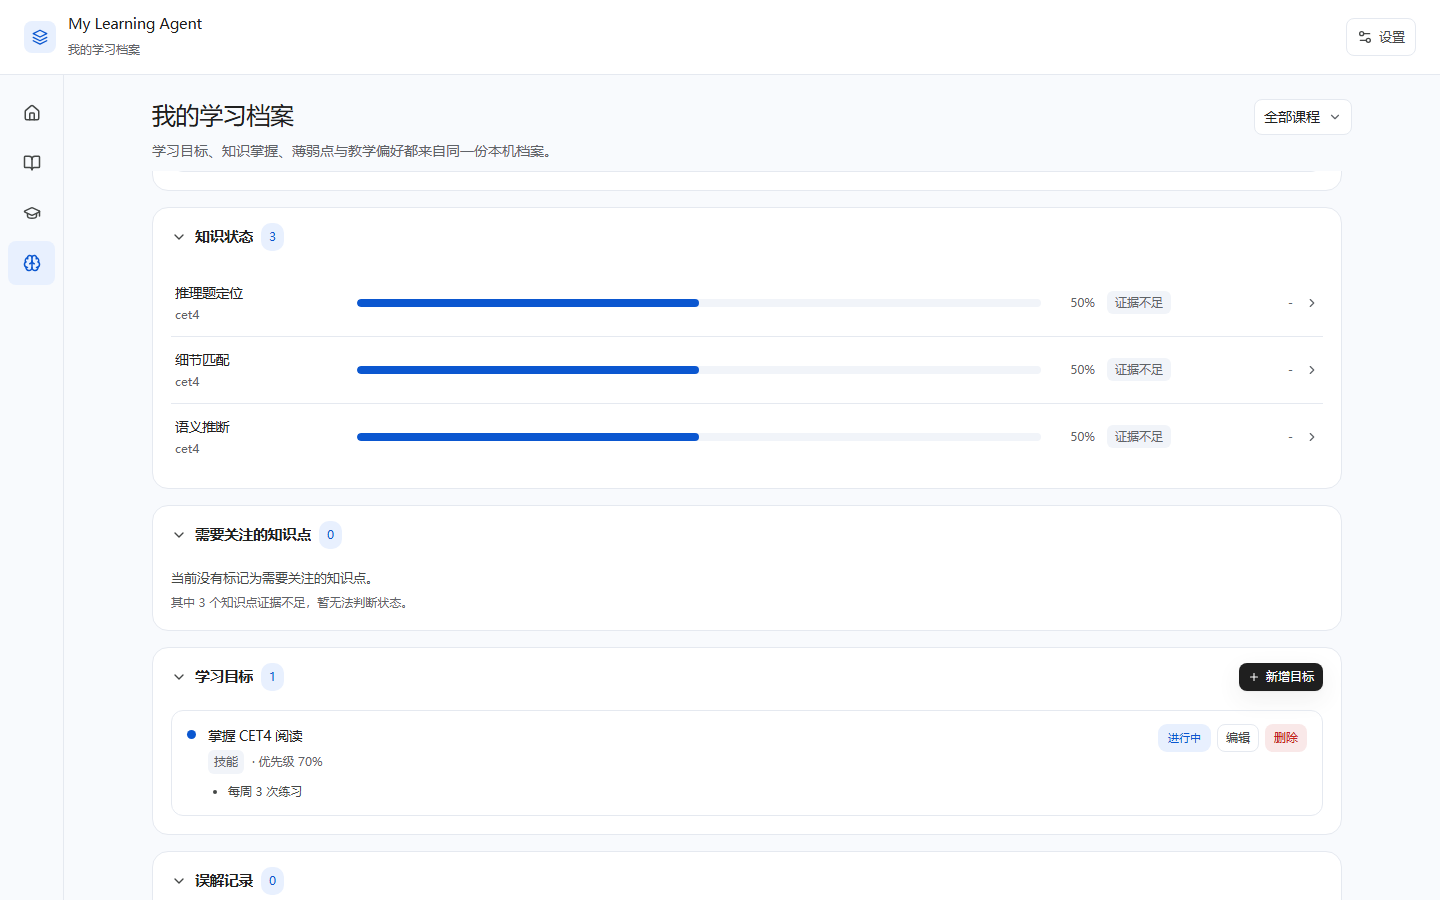 My Learning Agent
我的学习档案
设置
我的学习档案
全部课程
学习目标、知识掌握、薄弱点与教学偏好都来自同一份本机档案。
知识状态 3
推理题定位
cet4
50% 证据不足 -
细节匹配
cet4
50% 证据不足 -
语义推断
cet4
50% 证据不足 -
需要关注的知识点 0
当前没有标记为需要关注的知识点。
其中 3 个知识点证据不足，暂无法判断状态。
学习目标 1
+ 新增目标
掌握 CET4 阅读
进行中 编辑 删除
技能 · 优先级 70%
• 每周 3 次练习
误解记录 0